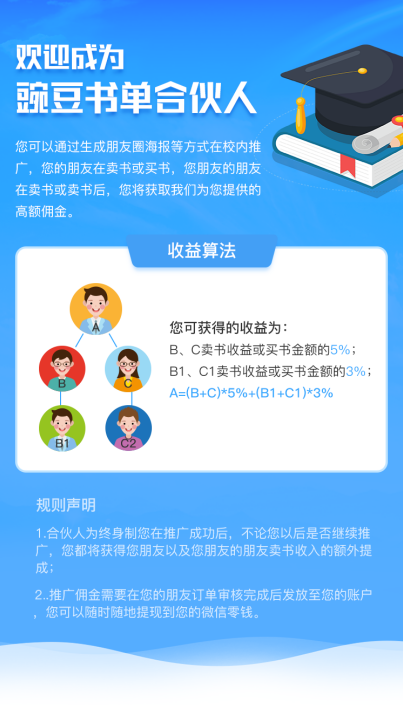 欢迎成为
豌豆书单合伙人
您可以通过生成朋友圈海报等方式在校内推
广，您的朋友在卖书或买书，您朋友的朋友
在卖书或卖书后，您将获取我们为您提供的
高额佣金。
收益算法
A
B
C
B1
C2
您可获得的收益为：
B、C卖书收益或买书金额的5%；
B1、C1卖书收益或买书金额的3%；
A=(B+C)*5%+(B1+C1)*3%
规则声明
1.合伙人为终身制您在推广成功后，不论您以后是否继续推
广，您都将获得您朋友以及您朋友的朋友卖书收入的额外提
成；
2..推广佣金需要在您的朋友订单审核完成后发放至您的账户
，您可以随时随地提现到您的微信零钱。